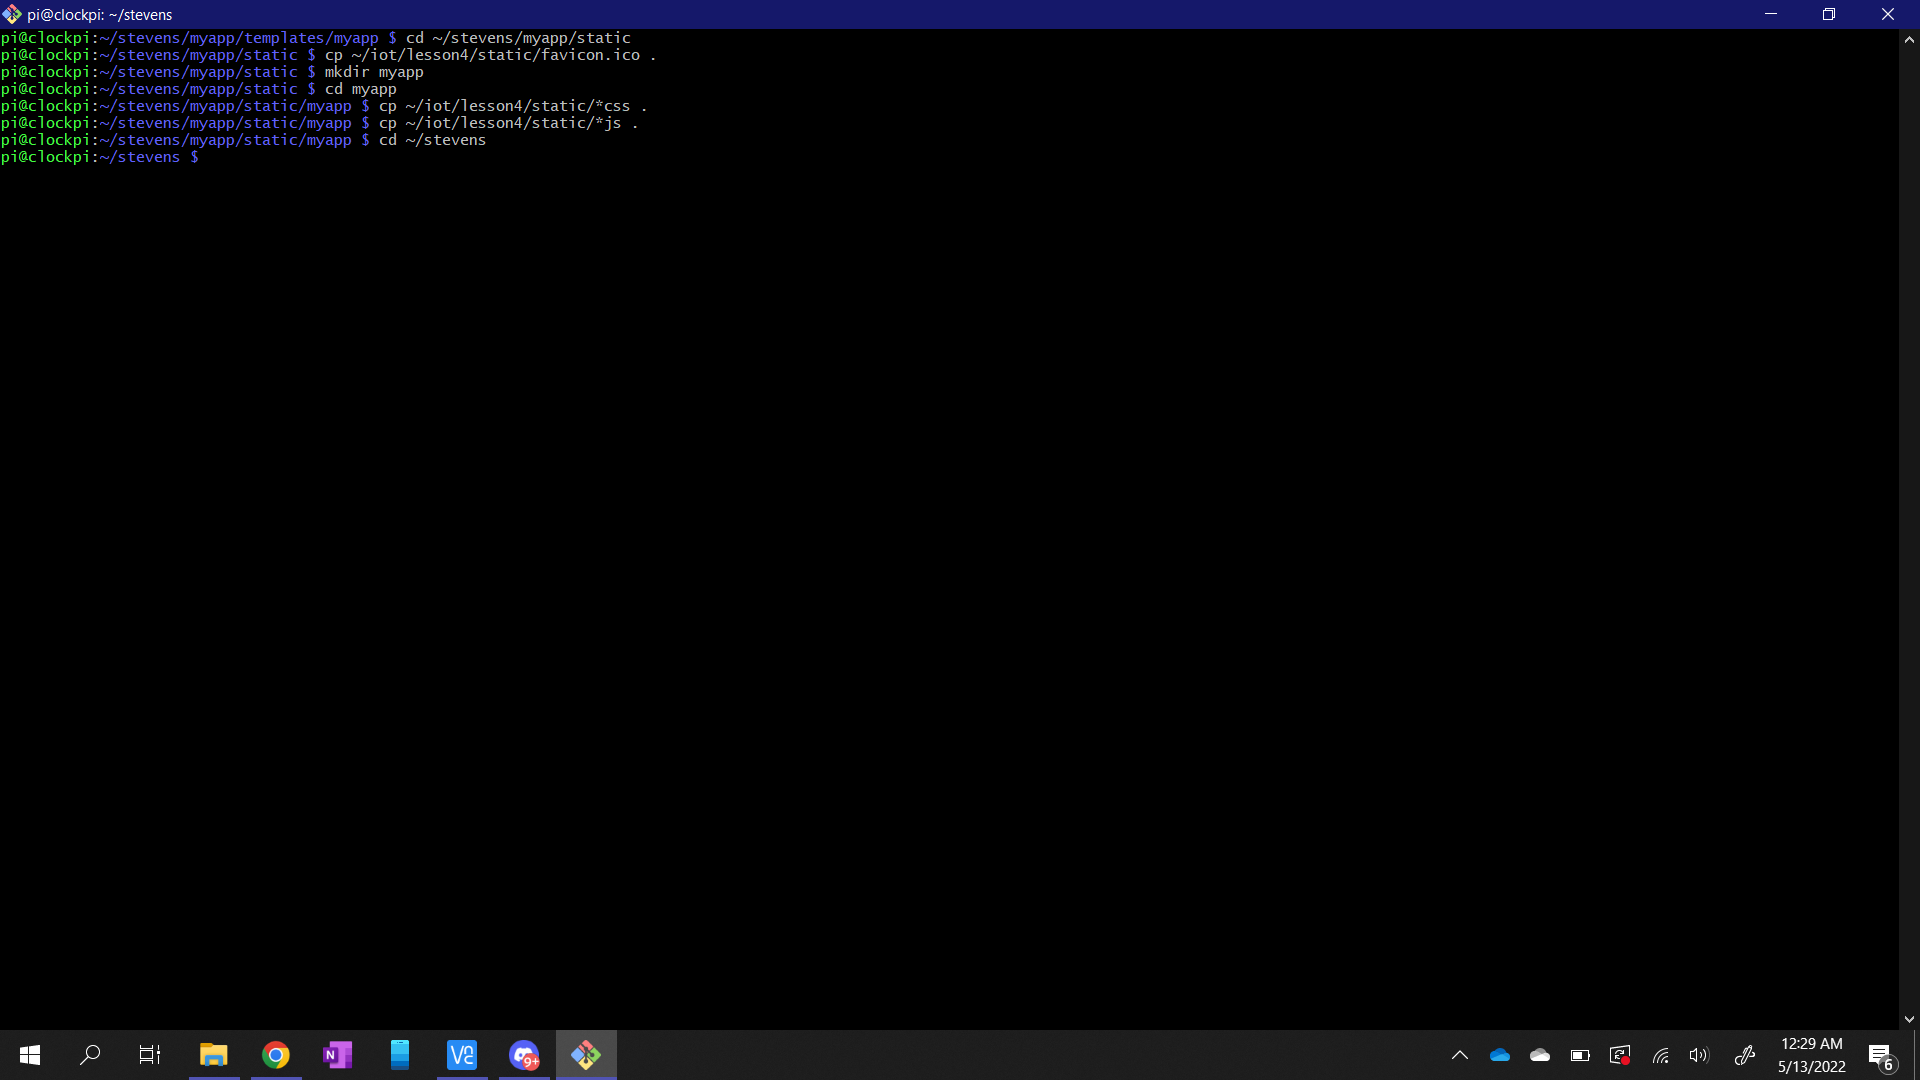 pi@clockpi: ~/stevens
pi@clockpi:~/stevens/myapp/templates/myapp $ cd ~/stevens/myapp/static
pi@clockpi:~/stevens/myapp/static $ cp ~/iot/lesson4/static/favicon.ico .
pi@clockpi:~/stevens/myapp/static $ mkdir myapp
pi@clockpi:~/stevens/myapp/static $ cd myapp
pi@clockpi:~/stevens/myapp/static/myapp $ cp ~/iot/lesson4/static/*css .
pi@clockpi:~/stevens/myapp/static/myapp $ cp ~/iot/lesson4/static/*js .
pi@clockpi:~/stevens/myapp/static/myapp $ cd ~/stevens
pi@clockpi:~/stevens $
N
VC
9+
12:29 AM
5/13/2022
6